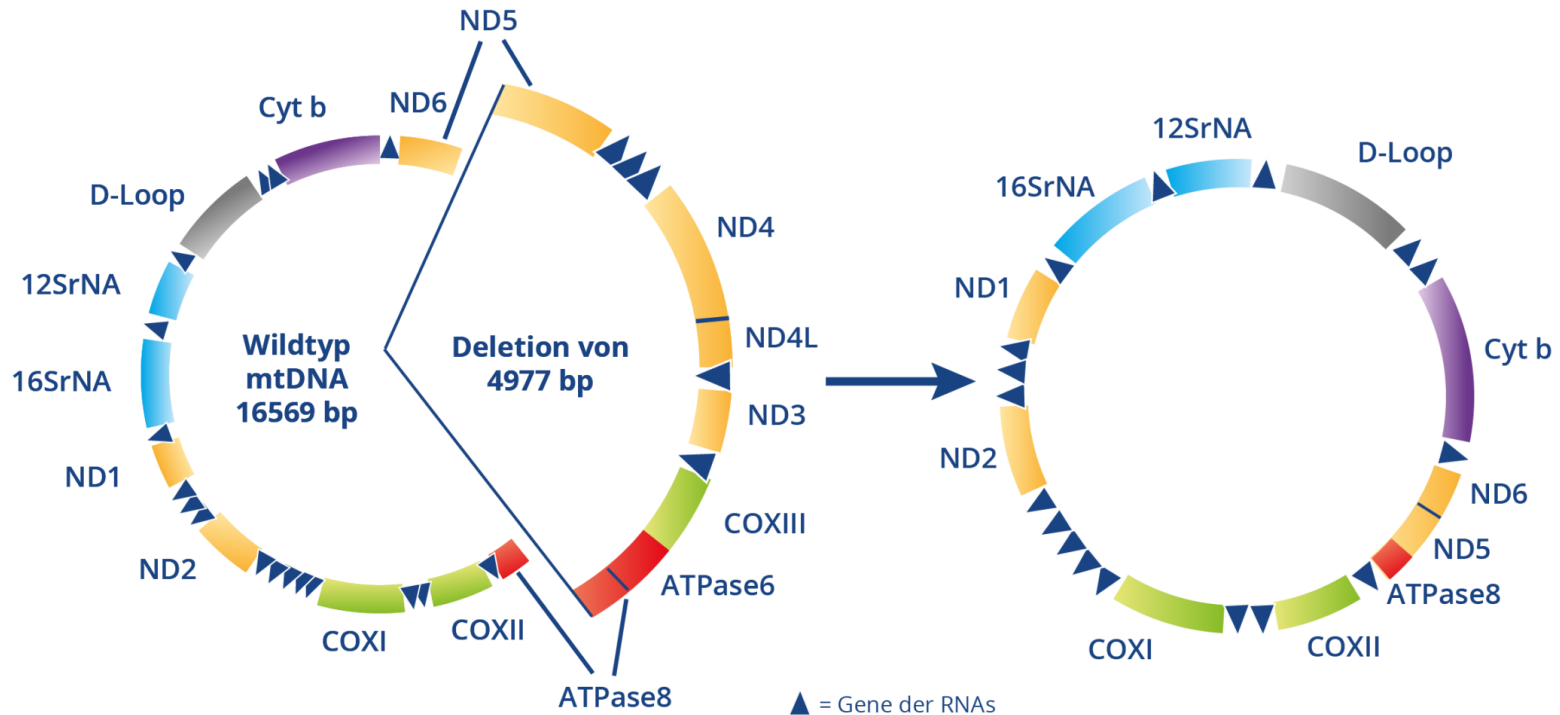 ND5
Cyt b
ND6
D-Loop
12SrNA
16SrNA
ND1
ND2
COXI
COXII
ATPase8
Wildtyp
mtDNA
16569 bp
Deletion von
4977 bp
ND4
ND4L
ND3
COXIII
ATPase6
12SrNA
D-Loop
16SrNA
ND1
Cyt b
ND2
ND6
ND5
ATPase8
COXI
COXII
= Gene der RNAs